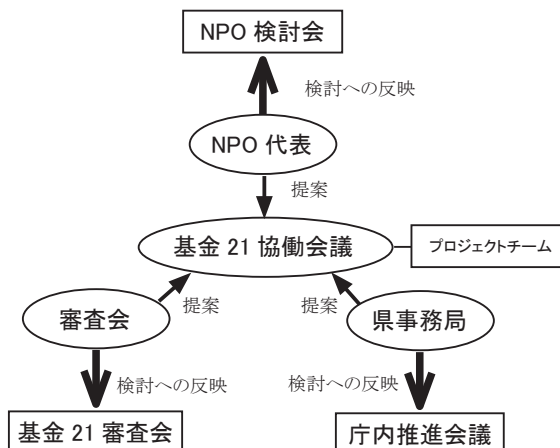 NPO 検討会
検討への反映
NPO 代表
提案
基金 21 協働会議
プロジェクトチーム
提案
提案
審査会
県事務局
検討への反映
検討への反映
基金 21 審査会
庁内推進会議